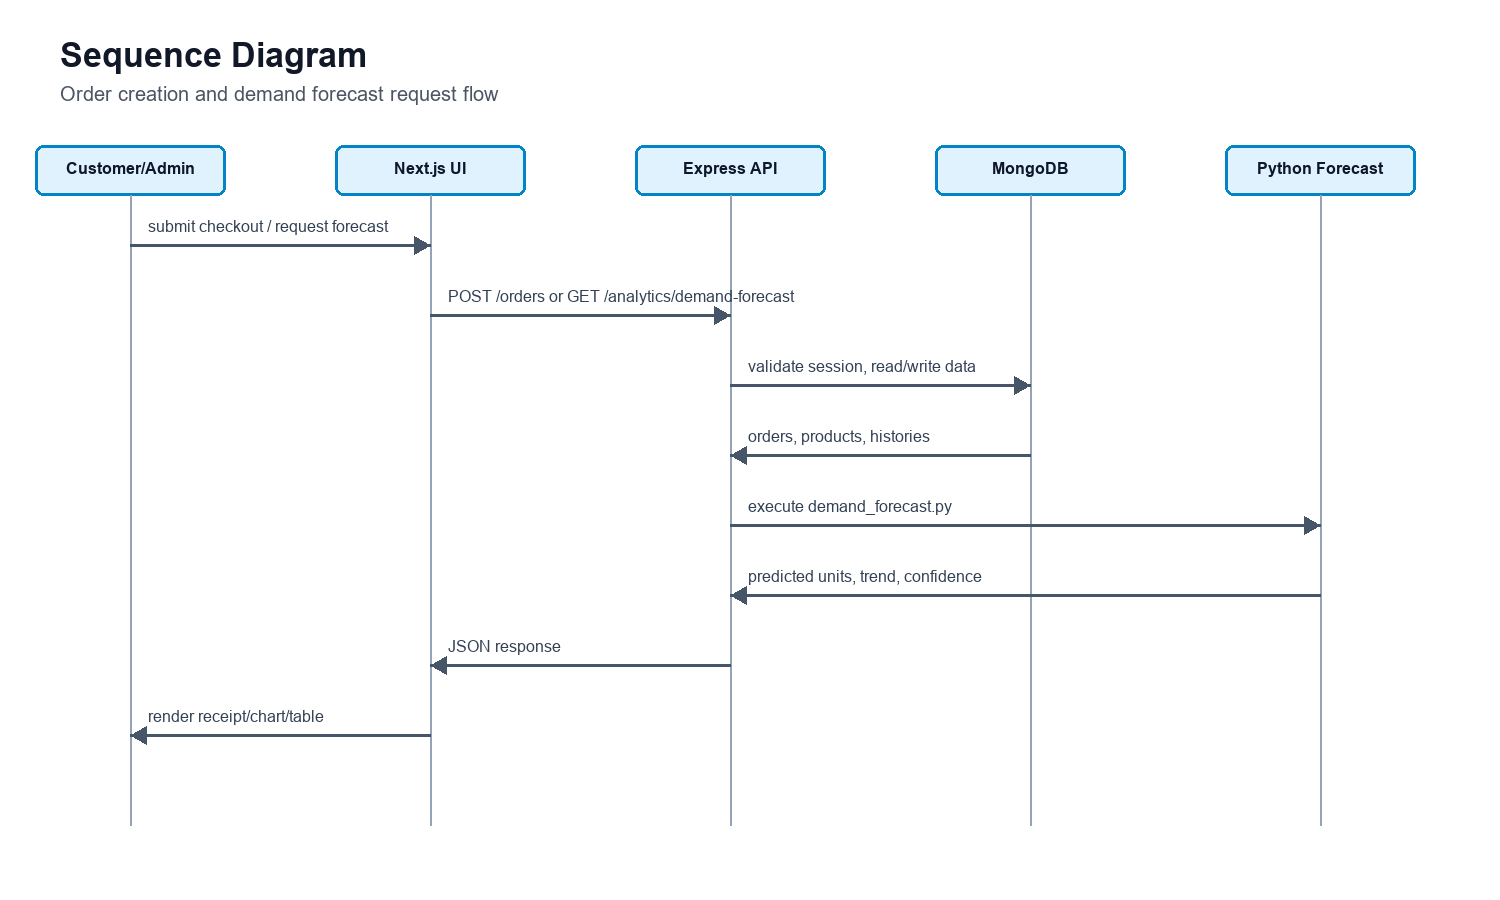 Sequence Diagram
Order creation and demand forecast request flow
Customer/Admin
Next.js UI
Express API
MongoDB
Python Forecast
submit checkout / request forecast
POST /orders or GET /analytics/demand-forecast
validate session, read/write data
orders, products, histories
execute demand_forecast.py
predicted units, trend, confidence
JSON response
render receipt/chart/table